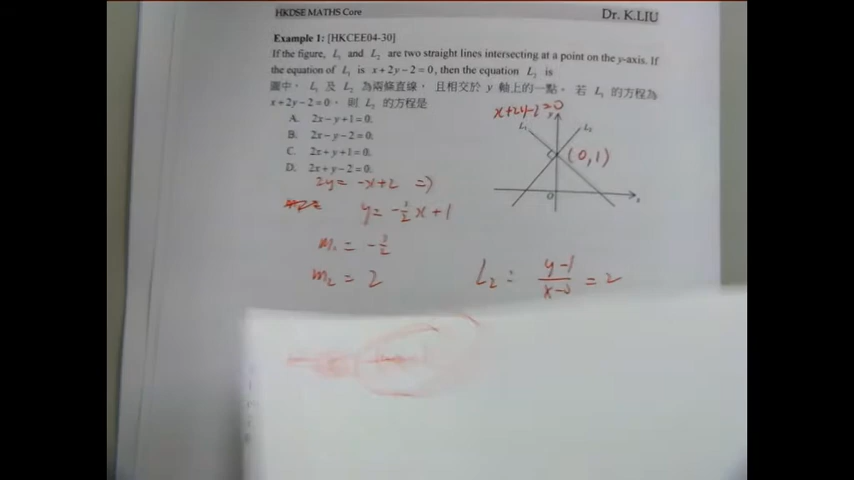 HKDSE MATHS Core
Dr. K.LIU
Example 1: [HKCEE04-30]
If the figure, L₁ and L₂ are two straight lines intersecting at a point on the y-axis. If
the equation of L₁ is x+2y−2=0, then the equation L₂ is
圖中，L₁ 及 L₂ 為兩條直線，且相交於 y 軸上的一點。若 L₁ 的方程為
x+2y−2=0，則 L₂ 的方程是
A. 2x−y+1=0.
B. 2x−y−2=0.
C. 2x+y+1=0.
D. 2x+y−2=0.
x+2y-2=0
y
L₁
L₂
(0,1)
O
x
2y = -x+2 =>
y = -1/2 x + 1
m₁ = -1/2
m₂ = 2
L₂ : (y-1)/(x-0) = 2